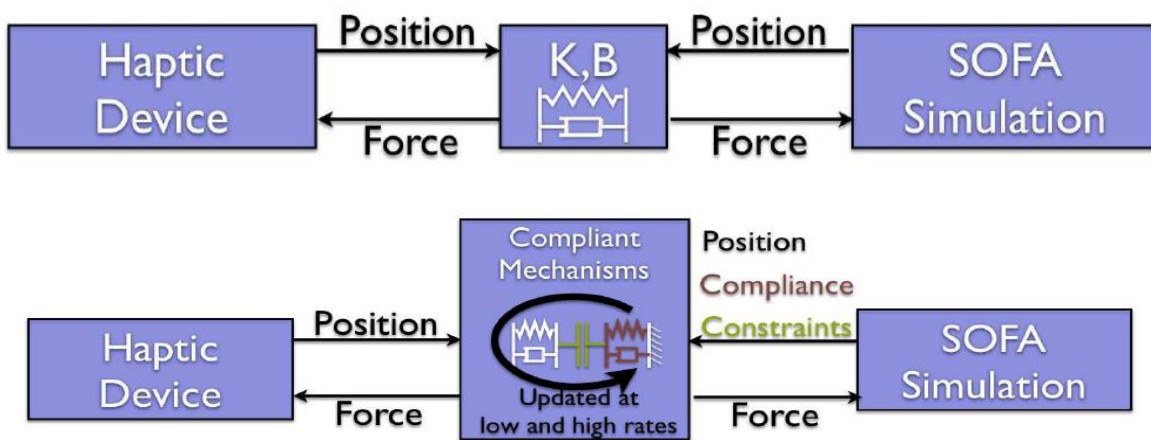 Position
Position
Haptic
Device
K,B
SOFA
Simulation
Force
Force
Compliant
Mechanisms
Position
Compliance
Constraints
Position
Haptic
Device
SOFA
Simulation
Updated at
low and high rates
Force
Force